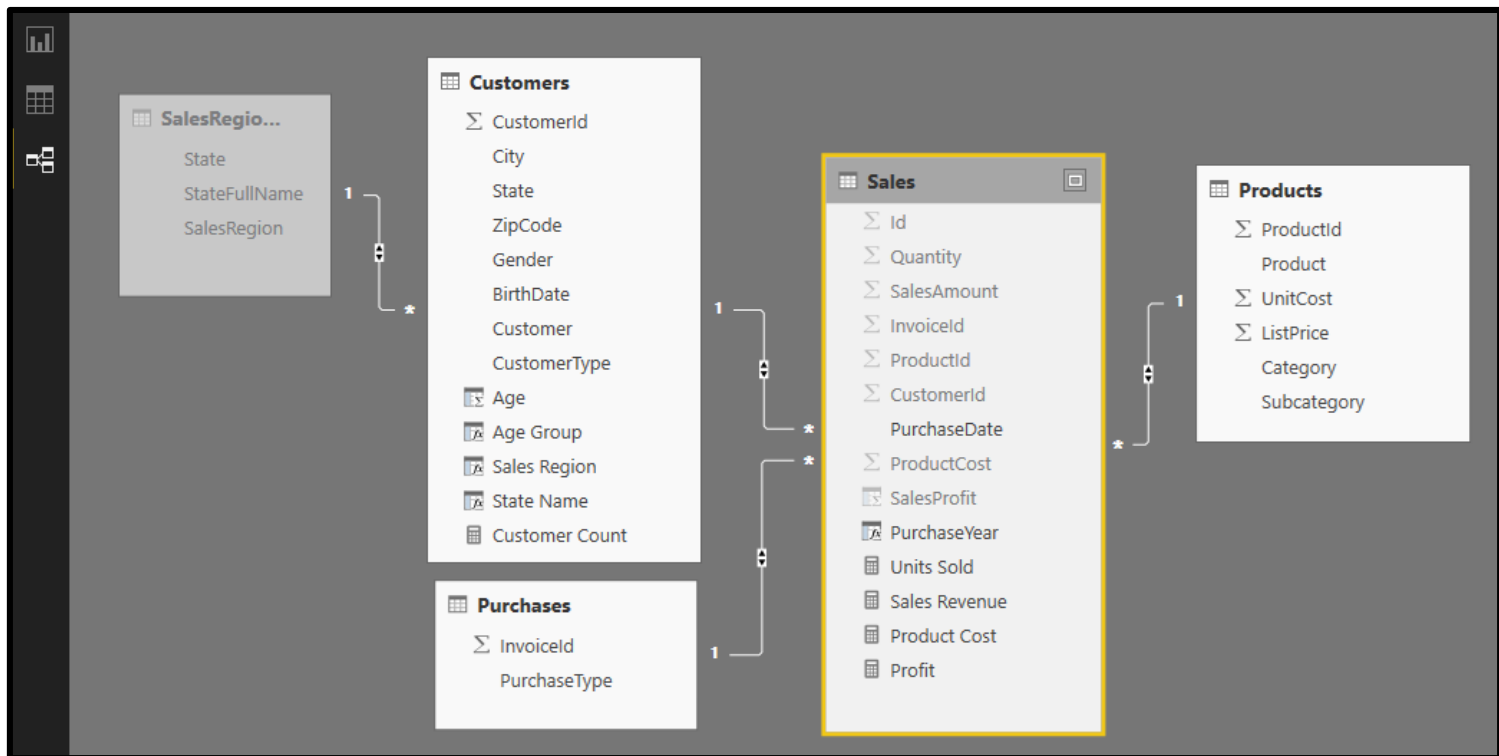 SalesRegio...
State
StateFullName
SalesRegion
1
*
Customers
CustomerId
City
State
ZipCode
Gender
BirthDate
Customer
CustomerType
Age
Age Group
Sales Region
State Name
Customer Count
1
*
Purchases
InvoiceId
PurchaseType
1
*
Sales
Id
Quantity
SalesAmount
InvoiceId
ProductId
CustomerId
PurchaseDate
ProductCost
SalesProfit
PurchaseYear
Units Sold
Sales Revenue
Product Cost
Profit
*
1
Products
ProductId
Product
UnitCost
ListPrice
Category
Subcategory